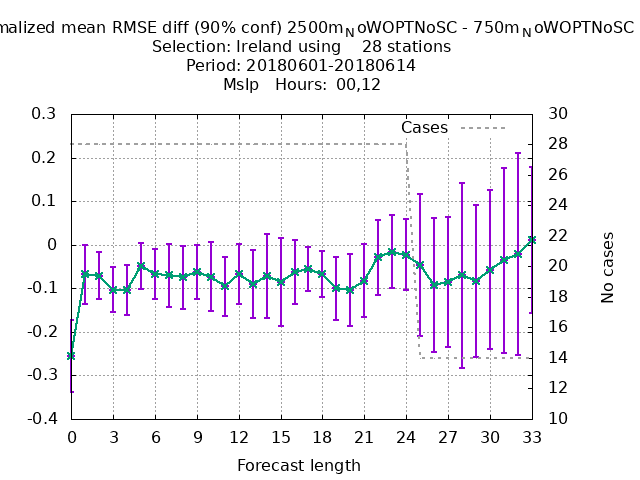 malized mean RMSE diff (90% conf) 2500mNoWOPTNoSC - 750mNoWOPTNoSC
Selection: Ireland using 28 stations
Period: 20180601-20180614
Mslp Hours: 00,12
Cases
0.3
0.2
0.1
0
-0.1
-0.2
-0.3
-0.4
30
28
26
24
22
20
18
16
14
12
10
No cases
0 3 6 9 12 15 18 21 24 27 30 33
Forecast length